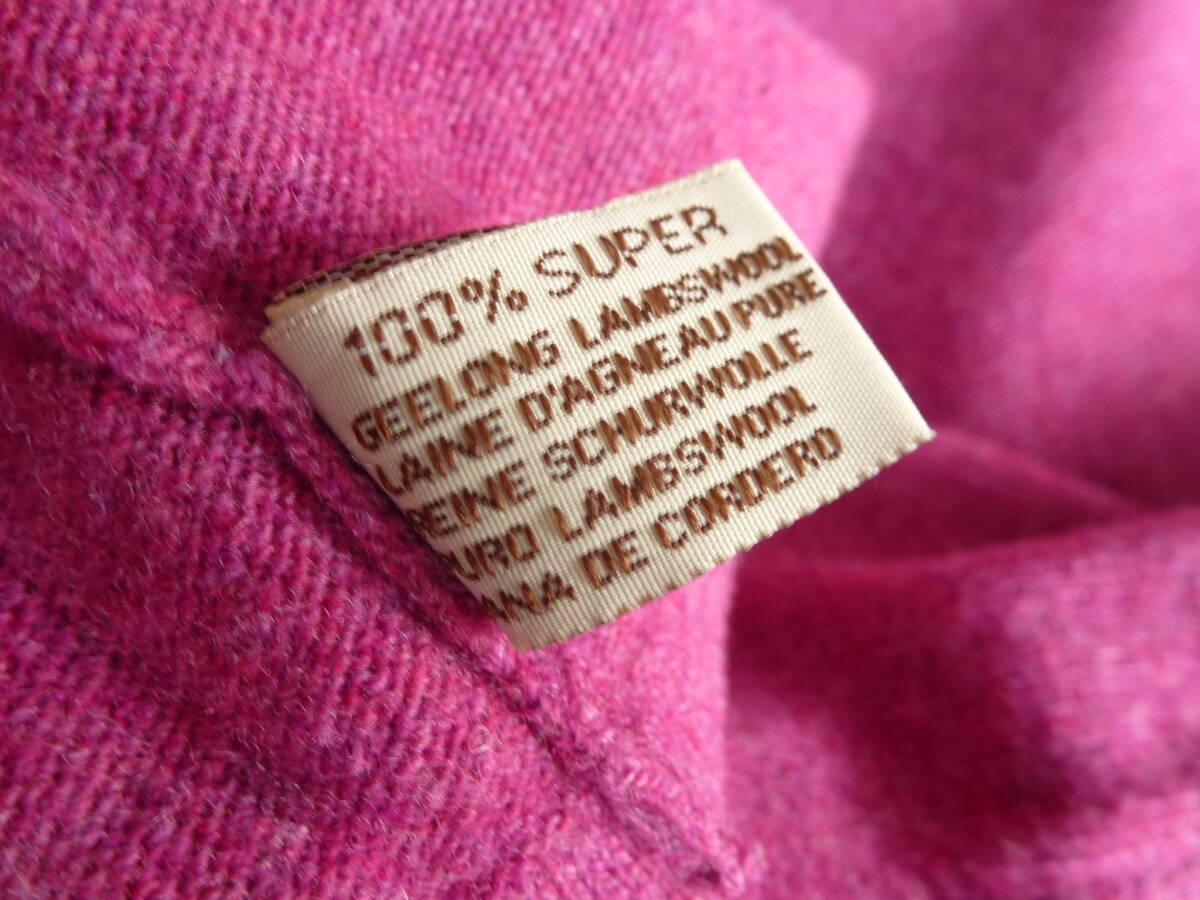 100% SUPER
GEELONG LAMBSWOOL
LAINE D'AGNEAU PURE
REINE SCHURWOLLE
URO LAMBSWOOL
ANA DE CORDERO